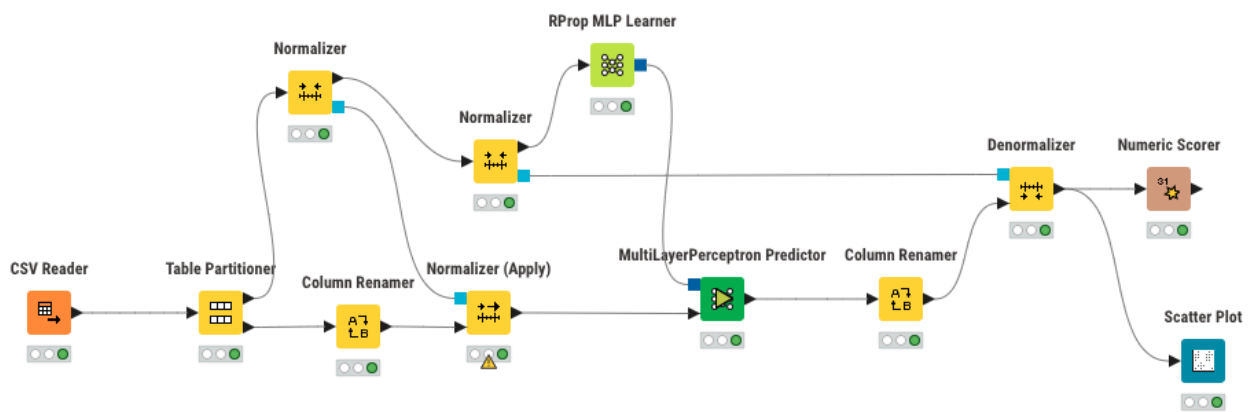 RProp MLP Learner
Normalizer
Normalizer
Denormalizer
Numeric Scorer
31
MultiLayerPerceptron Predictor
Column Renamer
CSV Reader
Table Partitioner
Column Renamer
Normalizer (Apply)
A
B
A
B
Scatter Plot